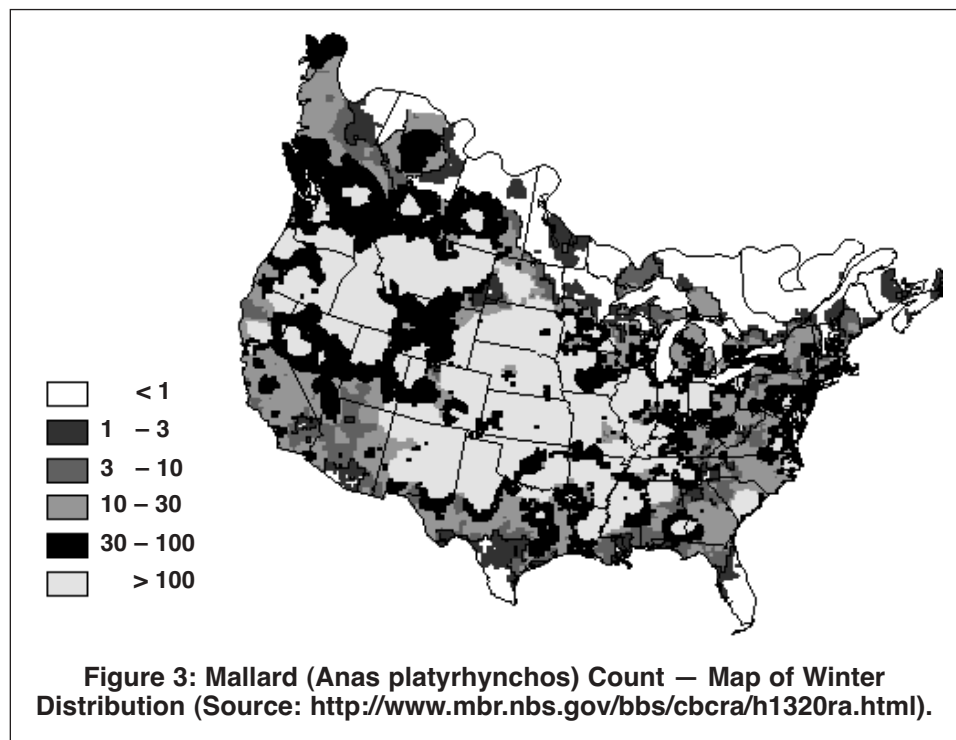 < 1
1 – 3
3 – 10
10 – 30
30 – 100
> 100
Figure 3: Mallard (Anas platyrhynchos) Count — Map of Winter
Distribution (Source: http://www.mbr.nbs.gov/bbs/cbcra/h1320ra.html).